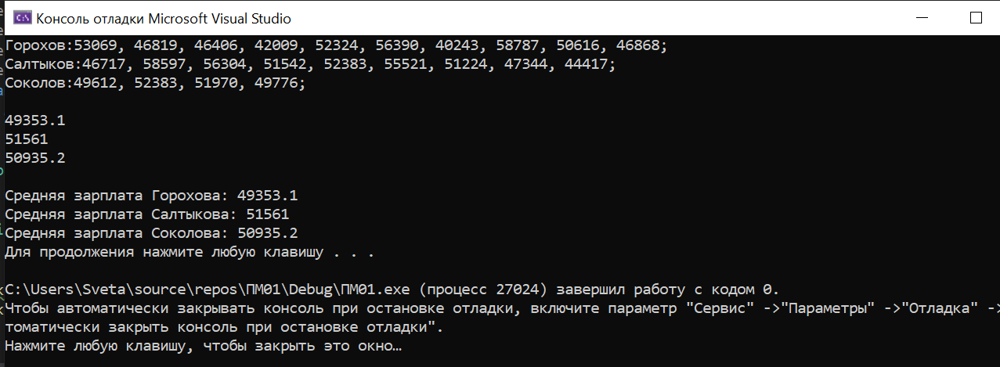 Консоль отладки Microsoft Visual Studio
Горохов:53069, 46819, 46406, 42009, 52324, 56390, 40243, 58787, 50616, 46868;
Салтыков:46717, 58597, 56304, 51542, 52383, 55521, 51224, 47344, 44417;
Соколов:49612, 52383, 51970, 49776;
49353.1
51561
50935.2
Средняя зарплата Горохова: 49353.1
Средняя зарплата Салтыкова: 51561
Средняя зарплата Соколова: 50935.2
Для продолжения нажмите любую клавишу . . .
C:\Users\Sveta\source\repos\ПМ01\Debug\ПМ01.exe (процесс 27024) завершил работу с кодом 0.
Чтобы автоматически закрывать консоль при остановке отладки, включите параметр "Сервис" ->"Параметры" ->"Отладка" ->
томатически закрыть консоль при остановке отладки".
Нажмите любую клавишу, чтобы закрыть это окно…